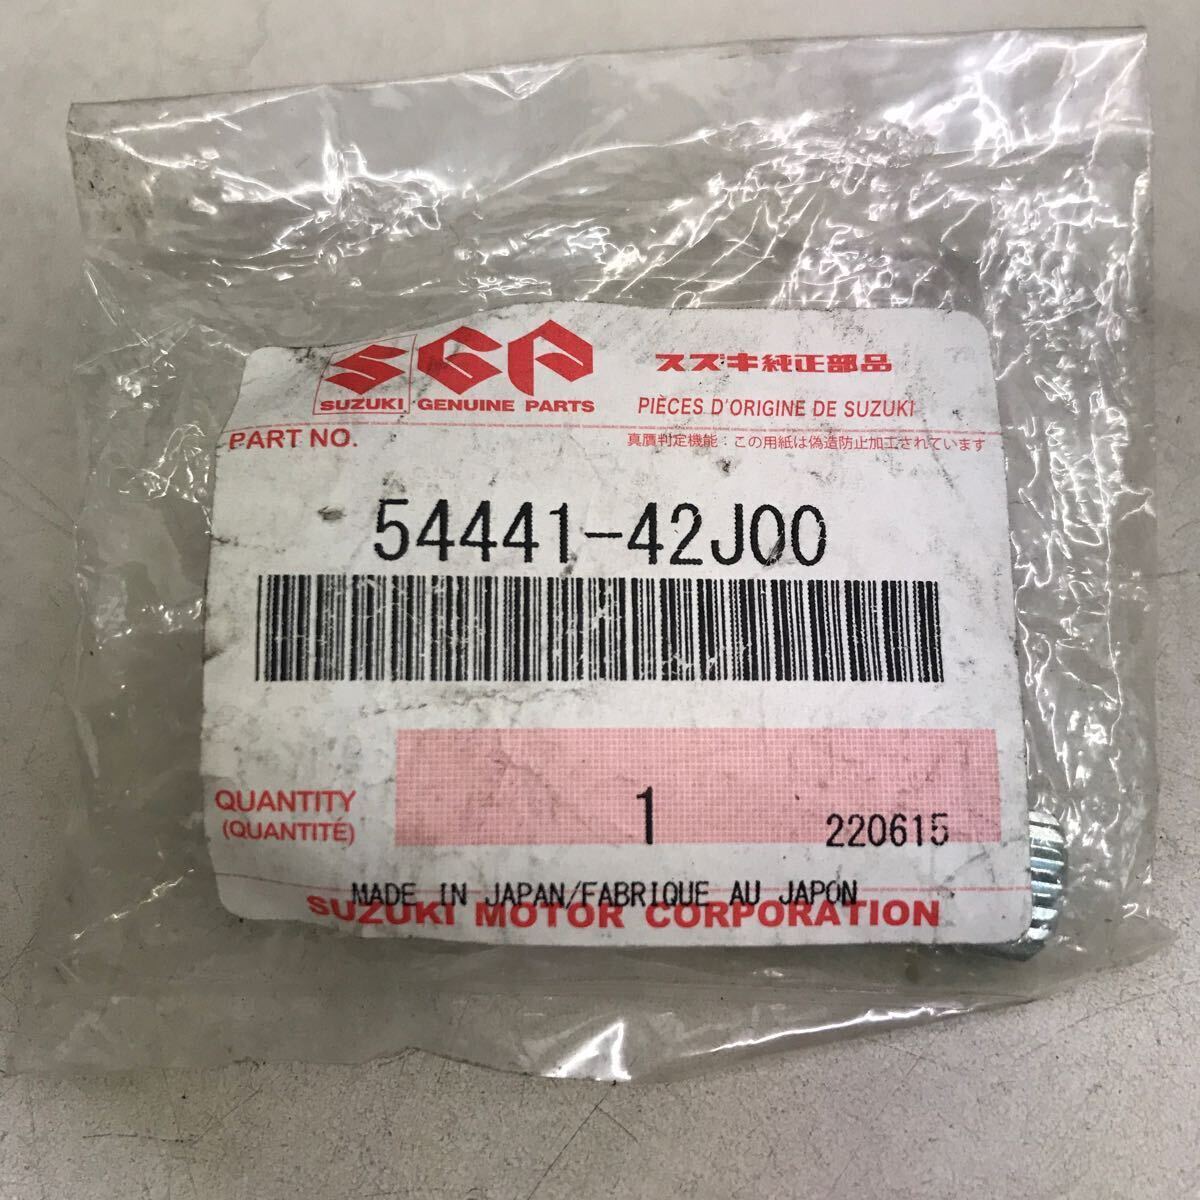 SGP スズキ純正部品
SUZUKI GENUINE PARTS PIÈCES D'ORIGINE DE SUZUKI
PART NO. 真贋判定機能：この用紙は偽造防止加工されています
54441-42J00
QUANTITY 1
(QUANTITÉ) 220615
MADE IN JAPAN/FABRIQUE AU JAPON
SUZUKI MOTOR CORPORATION